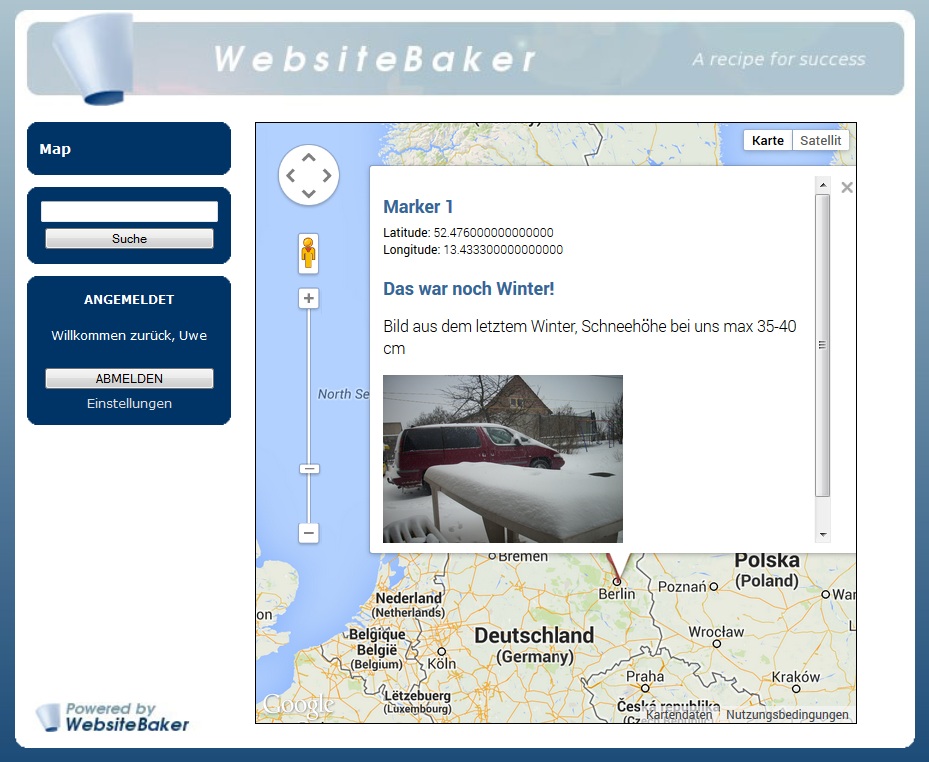 WebsiteBaker
A recipe for success
Map
Suche
ANGEMELDET
Willkommen zurück, Uwe
ABMELDEN
Einstellungen
Powered by
WebsiteBaker
Karte
Satellit
Marker 1
Latitude: 52.476000000000000
Longitude: 13.433300000000000
Das war noch Winter!
Bild aus dem letztem Winter, Schneehöhe bei uns max 35-40
cm
North Se
Bremen
Berlin
Polska
(Poland)
Poznań
War
Nederland
(Netherlands)
on
België
Belgique
(Belgium)
Köln
Deutschland
(Germany)
Wrocław
Praha
Kraków
Lëtzebuerg
(Luxembourg)
Česká republika
Google
Kartendaten
Nutzungsbedingungen